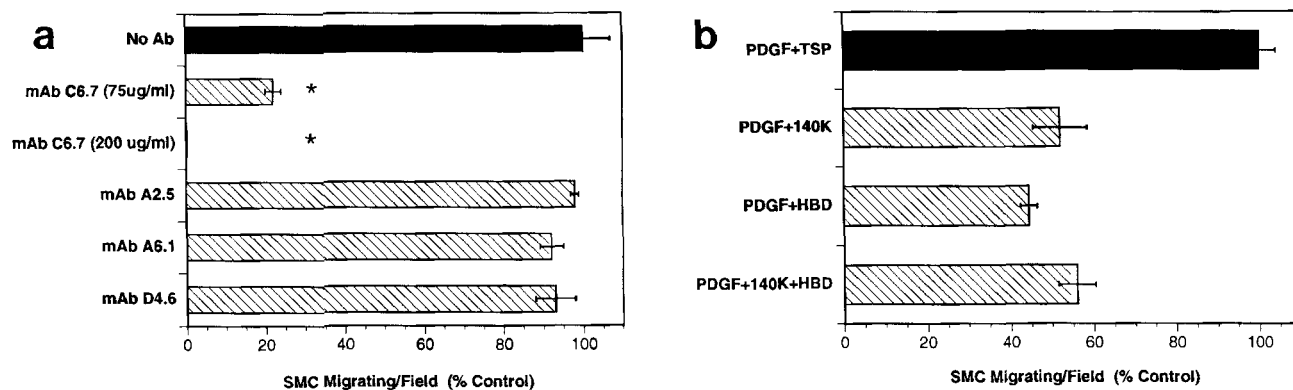 a
No Ab
mAb C6.7 (75ug/ml)
*
mAb C6.7 (200 ug/ml)
*
mAb A2.5
mAb A6.1
mAb D4.6
0 20 40 60 80 100
SMC Migrating/Field (% Control)
b
PDGF+TSP
PDGF+140K
PDGF+HBD
PDGF+140K+HBD
0 20 40 60 80 100
SMC Migrating/Field (% Control)